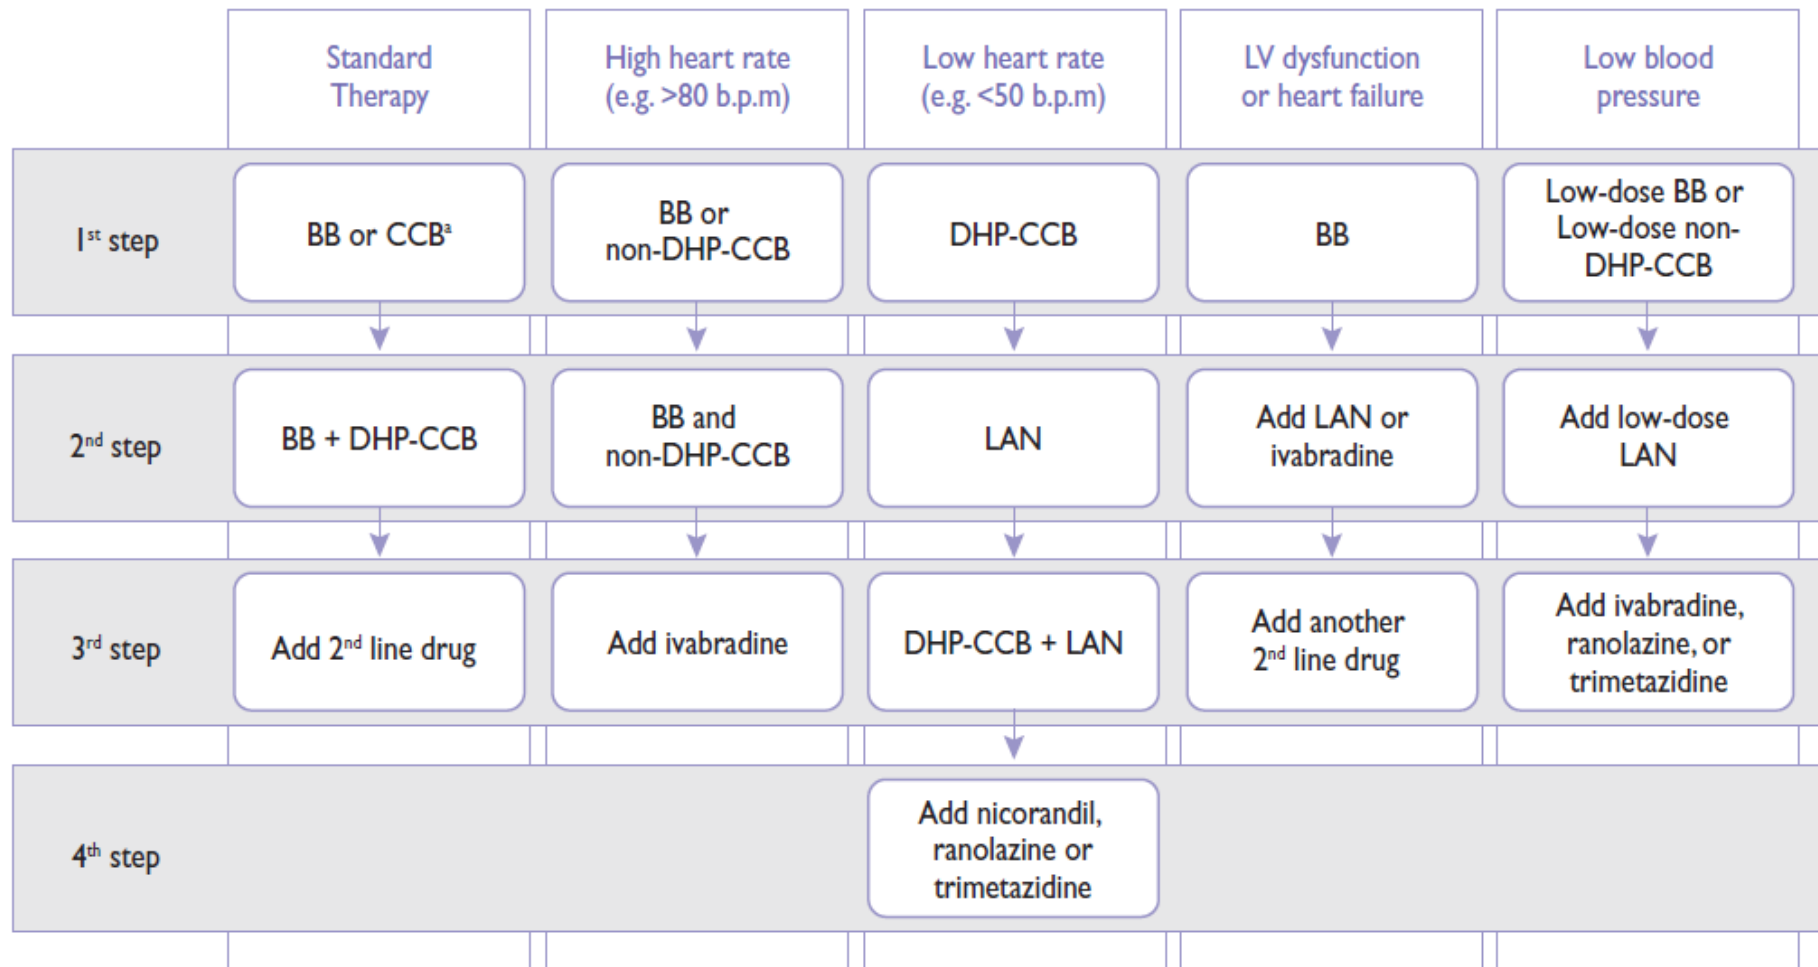 Standard
Therapy
High heart rate
(e.g. >80 b.p.m)
Low heart rate
(e.g. <50 b.p.m)
LV dysfunction
or heart failure
Low blood
pressure
1st step
BB or CCBa
BB or
non-DHP-CCB
DHP-CCB
BB
Low-dose BB or
Low-dose non-
DHP-CCB
2nd step
BB + DHP-CCB
BB and
non-DHP-CCB
LAN
Add LAN or
ivabradine
Add low-dose
LAN
3rd step
Add 2nd line drug
Add ivabradine
DHP-CCB + LAN
Add another
2nd line drug
Add ivabradine,
ranolazine, or
trimetazidine
4th step
Add nicorandil,
ranolazine or
trimetazidine